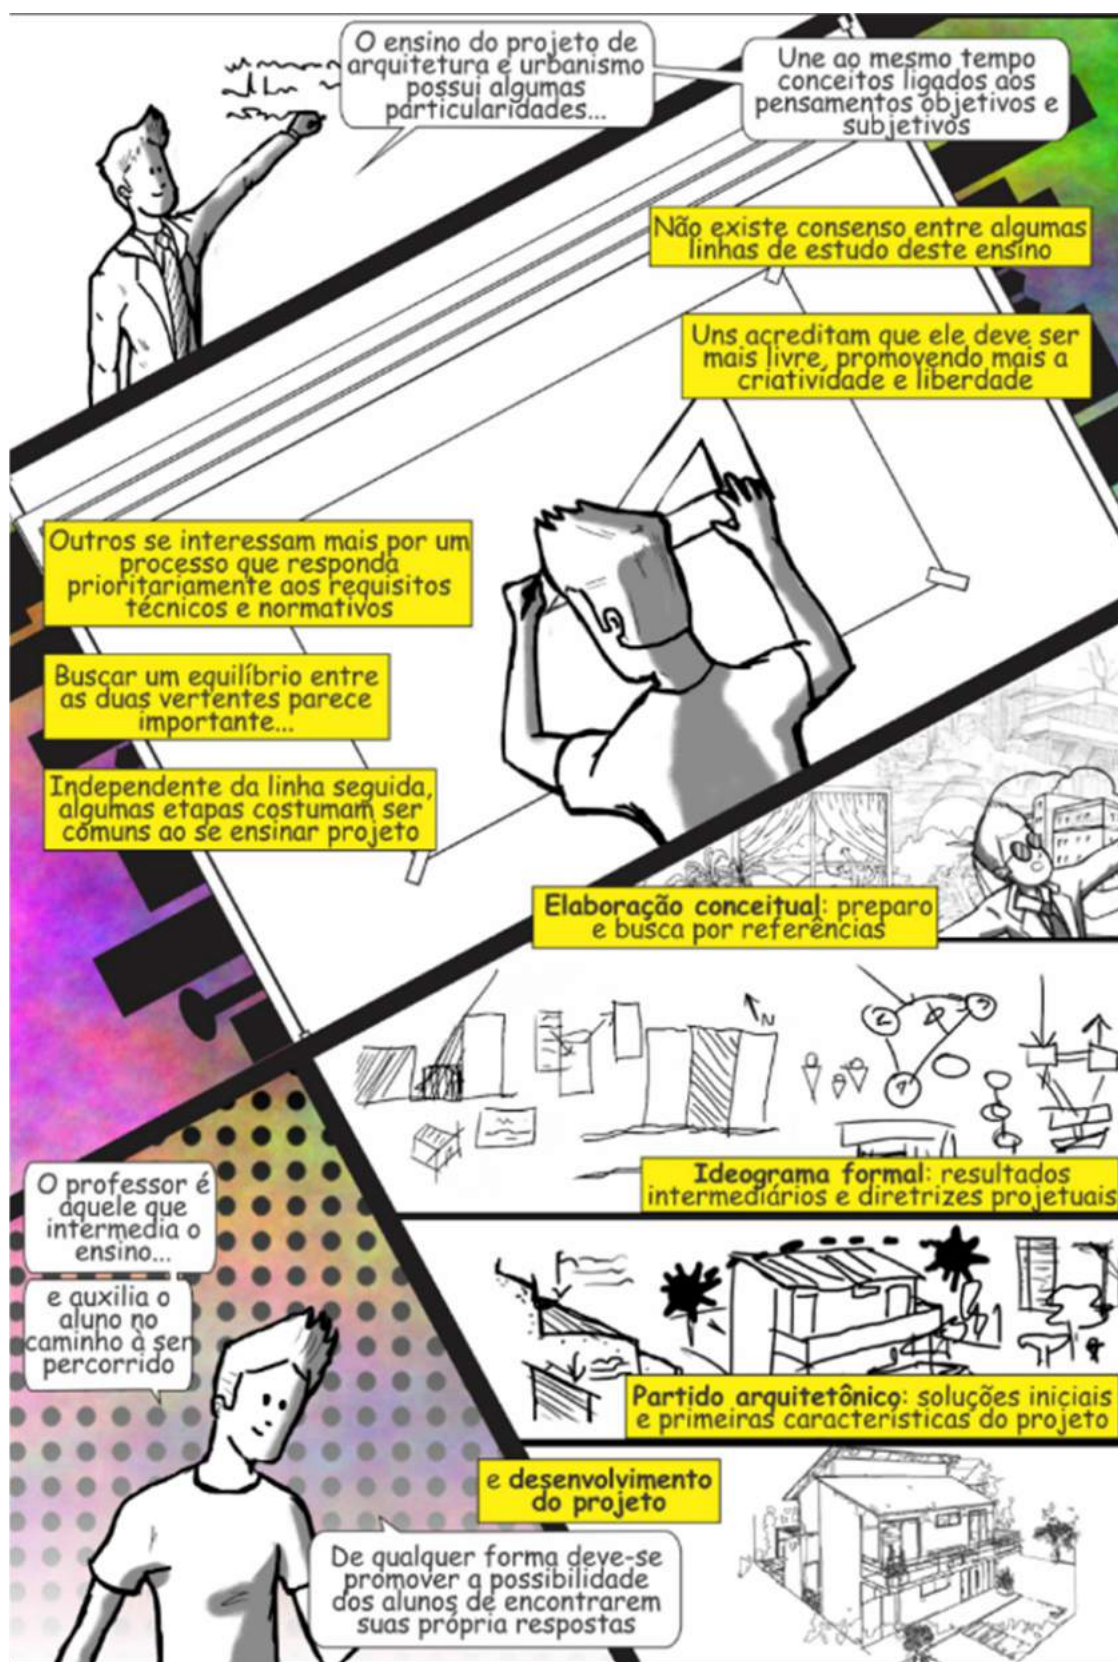 O ensino do projeto de
arquitetura e urbanismo
possui algumas
particularidades...
Une ao mesmo tempo
conceitos ligados aos
pensamentos objetivos e
subjetivos
Não existe consenso entre algumas
linhas de estudo deste ensino
Uns acreditam que ele deve ser
mais livre, promovendo mais a
criatividade e liberdade
Outros se interessam mais por um
processo que responda
prioritariamente aos requisitos
técnicos e normativos
Buscar um equilíbrio entre
as duas vertentes parece
importante...
Independente da linha seguida,
algumas etapas costumam ser
comuns ao se ensinar projeto
Elaboração conceitual: preparo
e busca por referências
N
2
3
1
Ideograma formal: resultados
intermediários e diretrizes projetuais
Partido arquitetônico: soluções iniciais
e primeiras características do projeto
e desenvolvimento
do projeto
O professor é
aquele que
intermedia o
ensino...
e auxilia o
aluno no
caminho à ser
percorrido
De qualquer forma deve-se
promover a possibilidade
dos alunos de encontrarem
suas própria respostas